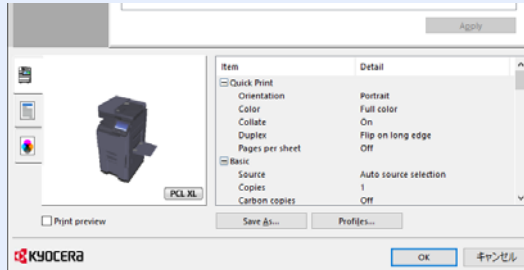 Apply
Item Detail
Quick Print
Orientation Portrait
Color Full color
Collate On
Duplex Flip on long edge
Pages per sheet Off
Basic
Source Auto source selection
Copies 1
Carbon copies Off
PCL XL
Print preview
Save As...
Profiles...
KYOCERA
OK
キャンセル